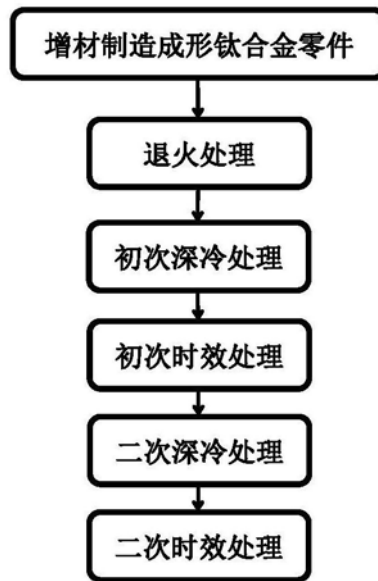 增材制造成形钛合金零件
退火处理
初次深冷处理
初次时效处理
二次深冷处理
二次时效处理